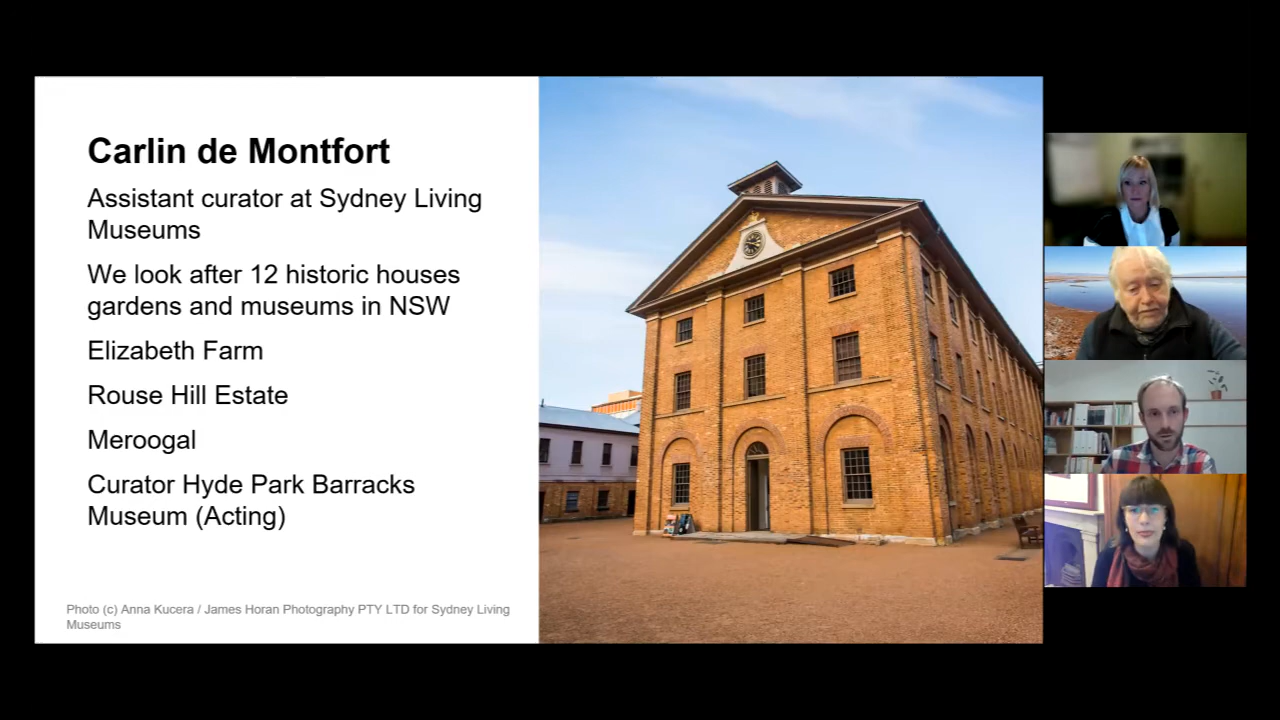 Carlin de Montfort
Assistant curator at Sydney Living
Museums
We look after 12 historic houses
gardens and museums in NSW
Elizabeth Farm
Rouse Hill Estate
Meroogal
Curator Hyde Park Barracks
Museum (Acting)
Photo (c) Anna Kucera / James Horan Photography PTY LTD for Sydney Living
Museums